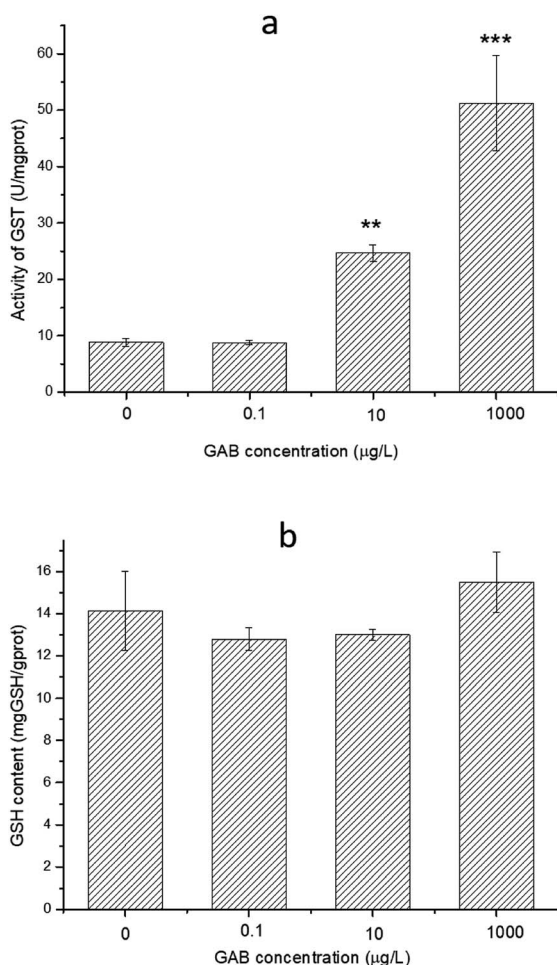 a
Activity of GST (U/mgprot)
60
50
40
30
20
10
0
**
***
0 0.1 10 1000
GAB concentration (μg/L)
b
GSH content (mgGSH/gprot)
16
14
12
10
8
6
4
2
0
0 0.1 10 1000
GAB concentration (μg/L)